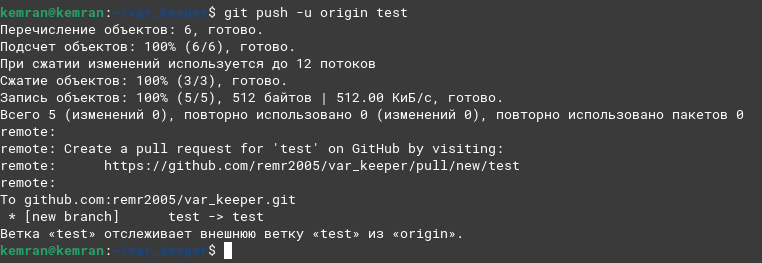 kemran@kemran:~/var_keeper$ git push -u origin test
Перечисление объектов: 6, готово.
Подсчет объектов: 100% (6/6), готово.
При сжатии изменений используется до 12 потоков
Сжатие объектов: 100% (3/3), готово.
Запись объектов: 100% (5/5), 512 байтов | 512.00 КиБ/с, готово.
Всего 5 (изменений 0), повторно использовано 0 (изменений 0), повторно использовано пакетов 0
remote:
remote: Create a pull request for 'test' on GitHub by visiting:
remote:      https://github.com/remr2005/var_keeper/pull/new/test
remote:
To github.com:remr2005/var_keeper.git
 * [new branch]      test -> test
Ветка «test» отслеживает внешнюю ветку «test» из «origin».
kemran@kemran:~/var_keeper$